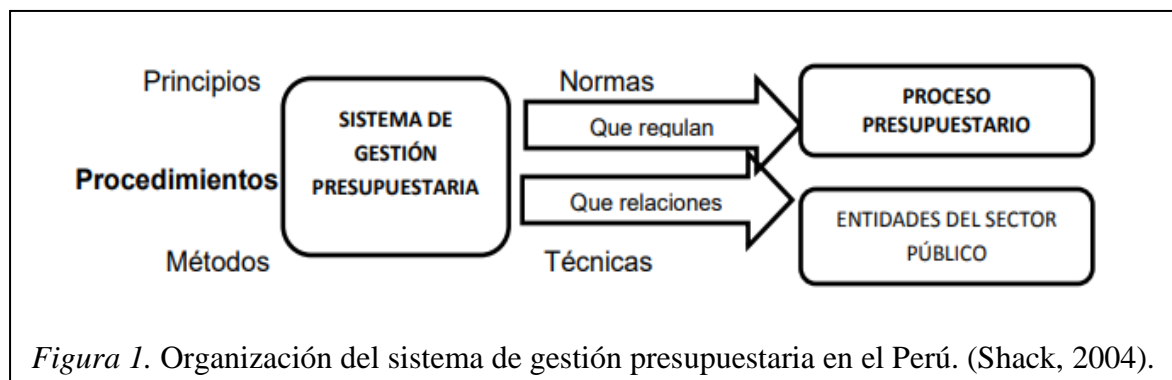 Principios
Procedimientos
Métodos
SISTEMA DE
GESTIÓN
PRESUPUESTARIA
Normas
Que regulan
Que relaciones
Técnicas
PROCESO
PRESUPUESTARIO
ENTIDADES DEL SECTOR
PÚBLICO
Figura 1. Organización del sistema de gestión presupuestaria en el Perú. (Shack, 2004).